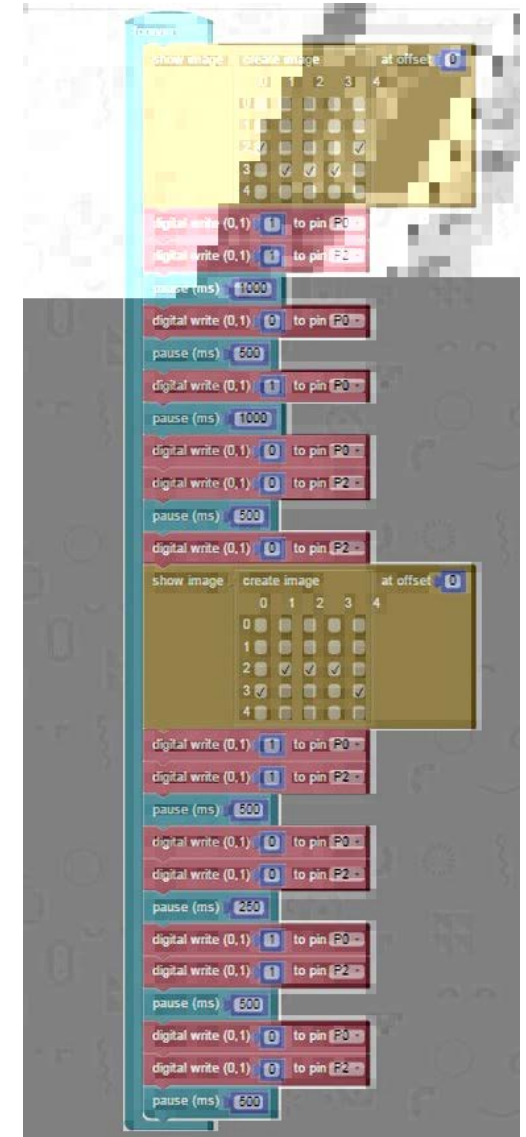 show image create image at offset 0
0 1 2 3 4
0
1
2
3
4
digital write (0,1) 1 to pin P0
digital write (0,1) 1 to pin P2
pause (ms) 1000
digital write (0,1) 0 to pin P0
pause (ms) 500
digital write (0,1) 1 to pin P0
pause (ms) 1000
digital write (0,1) 0 to pin P0
digital write (0,1) 0 to pin P2
pause (ms) 500
digital write (0,1) 0 to pin P2
show image create image at offset 0
0 1 2 3 4
0
1
2
3
4
digital write (0,1) 1 to pin P0
digital write (0,1) 1 to pin P2
pause (ms) 500
digital write (0,1) 0 to pin P0
digital write (0,1) 0 to pin P2
pause (ms) 250
digital write (0,1) 1 to pin P0
digital write (0,1) 1 to pin P2
pause (ms) 500
digital write (0,1) 0 to pin P0
digital write (0,1) 0 to pin P2
pause (ms) 500